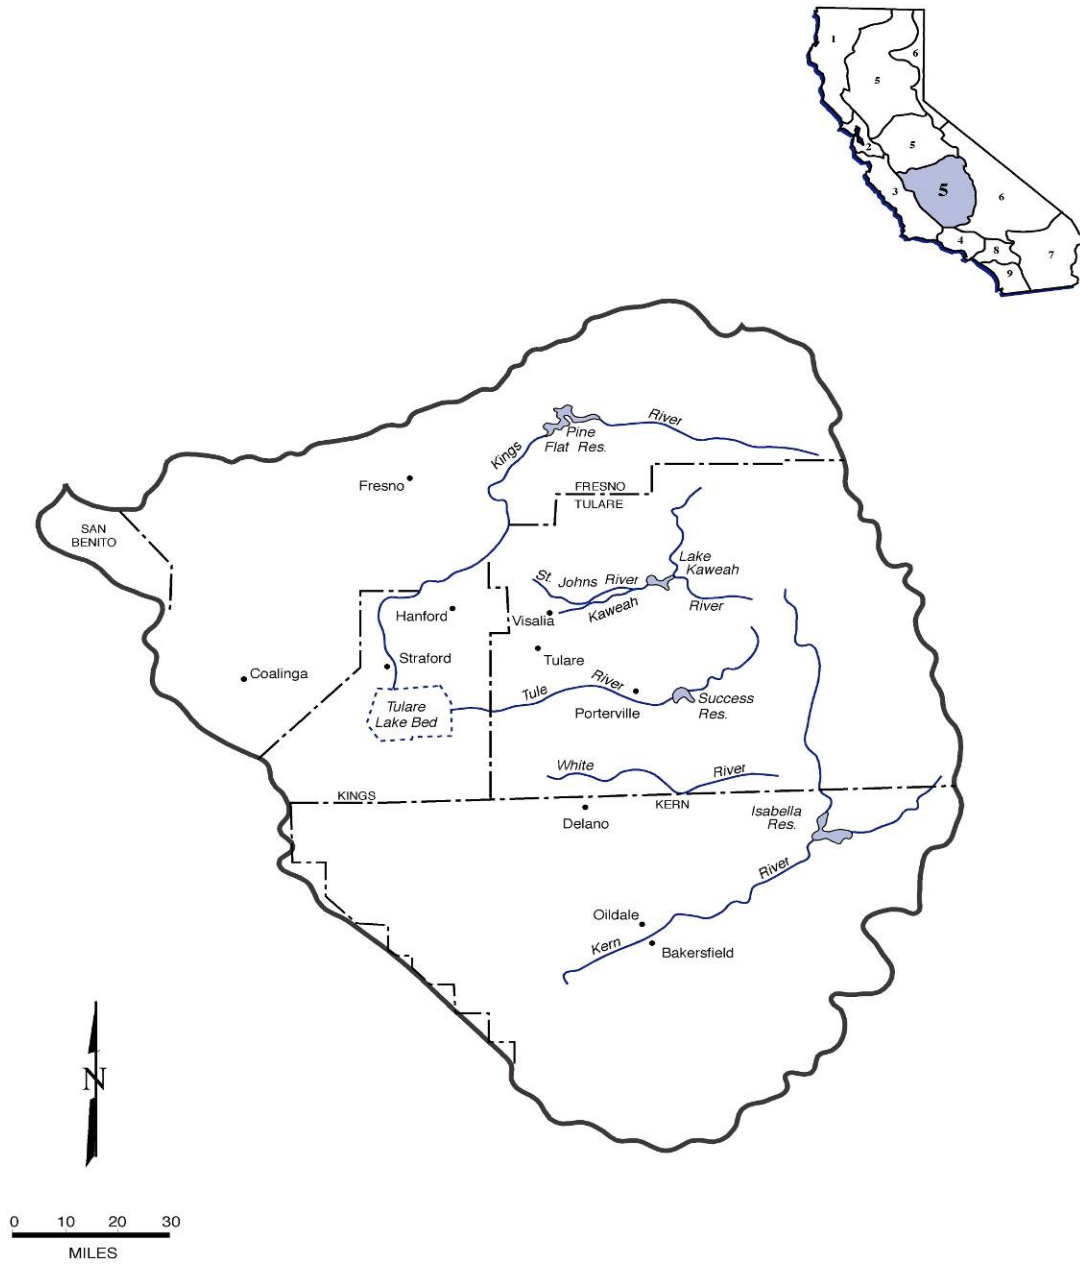 1
6
5
5
2
3
5
6
4
8
7
9
River
Pine
Flat Res.
Kings
Fresno
FRESNO
TULARE
SAN
BENITO
Lake
Kaweah
St. Johns River
River
Kaweah
Hanford
Visalia
Straford
Tulare
Coalinga
River
Tule
Success
Res.
Tulare
Lake Bed
Porterville
White
River
KINGS
KERN
Isabella
Res.
Delano
River
Oildale
Kern
Bakersfield
N
0 10 20 30
MILES